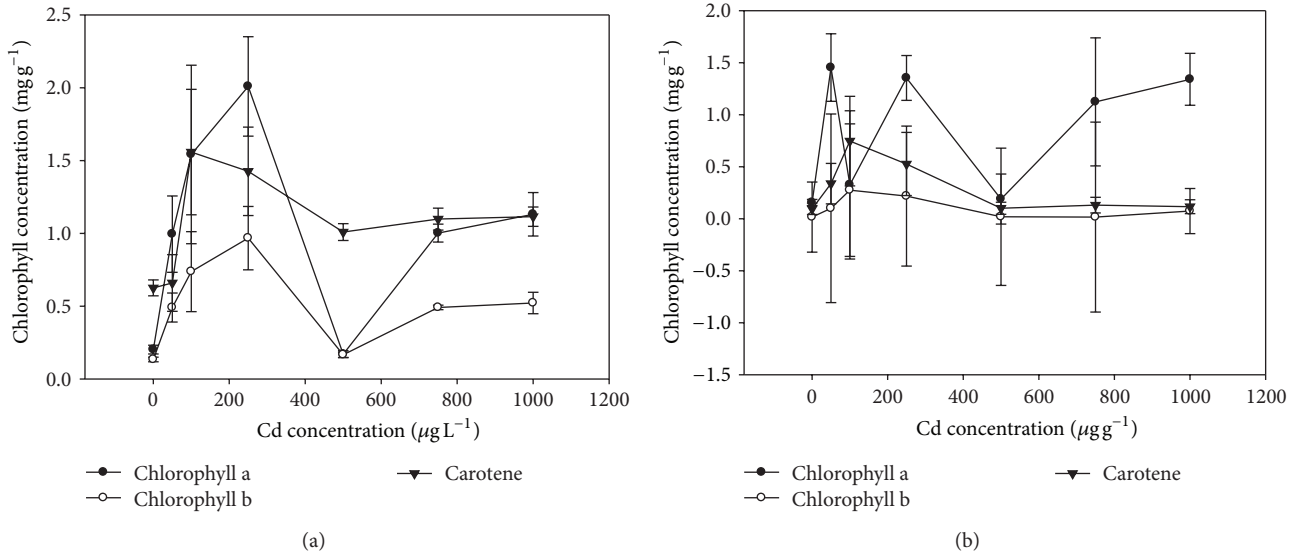 2.5
2.0
1.5
1.0
0.5
0.0
Chlorophyll concentration (mg g⁻¹)
0 200 400 600 800 1000 1200
Cd concentration (μg L⁻¹)
Chlorophyll a
Chlorophyll b
Carotene
(a)
2.0
1.5
1.0
0.5
0.0
−0.5
−1.0
−1.5
Chlorophyll concentration (mg g⁻¹)
0 200 400 600 800 1000 1200
Cd concentration (μg g⁻¹)
Chlorophyll a
Chlorophyll b
Carotene
(b)